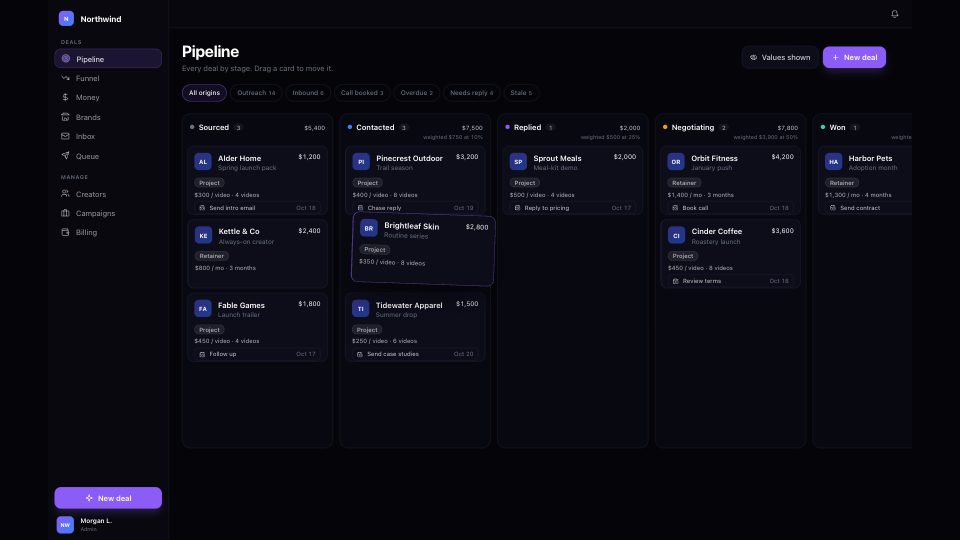 N Northwind
DEALS
Pipeline
Funnel
Money
Brands
Inbox
Queue
MANAGE
Creators
Campaigns
Billing
New deal
NW Morgan L.
Admin
Pipeline
Every deal by stage. Drag a card to move it.
Values shown
New deal
All origins
Outreach 14
Inbound 6
Call booked 3
Overdue 2
Needs reply 4
Stale 5
Sourced 3 $5,400
AL Alder Home $1,200
Spring launch pack
Project
$300 / video · 4 videos
Send intro email Oct 18
KE Kettle & Co $2,400
Always-on creator
Retainer
$800 / mo · 3 months
FA Fable Games $1,800
Launch trailer
Project
$450 / video · 4 videos
Follow up Oct 17
Contacted 3 $7,500
weighted $750 at 10%
PI Pinecrest Outdoor $3,200
Trail season
Project
$400 / video · 8 videos
Chase reply Oct 19
BR Brightleaf Skin $2,800
Routine series
Project
$350 / video · 8 videos
TI Tidewater Apparel $1,500
Summer drop
Project
$250 / video · 6 videos
Send case studies Oct 20
Replied 1 $2,000
weighted $500 at 25%
SP Sprout Meals $2,000
Meal-kit demo
Project
$500 / video · 4 videos
Reply to pricing Oct 17
Negotiating 2 $7,800
weighted $3,900 at 50%
OR Orbit Fitness $4,200
January push
Retainer
$1,400 / mo · 3 months
Book call Oct 18
CI Cinder Coffee $3,600
Roastery launch
Project
$450 / video · 8 videos
Review terms Oct 18
Won 1
HA Harbor Pets
Adoption month
Retainer
$1,300 / mo · 4 months
Send contract